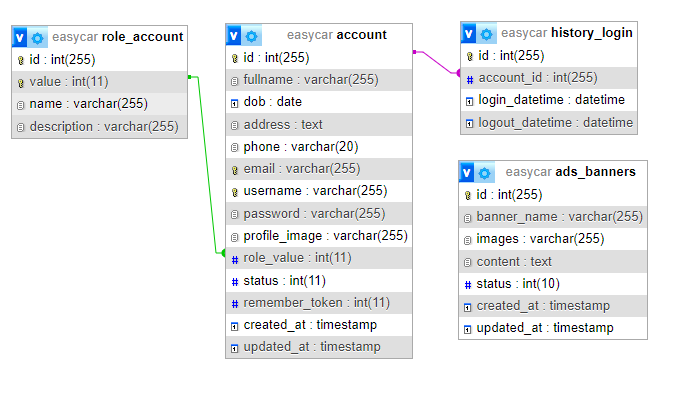 v easycar role_account
id : int(255)
value : int(11)
name : varchar(255)
description : varchar(255)
v easycar account
id : int(255)
fullname : varchar(255)
dob : date
address : text
phone : varchar(20)
email : varchar(255)
username : varchar(255)
password : varchar(255)
profile_image : varchar(255)
# role_value : int(11)
# status : int(11)
# remember_token : int(11)
created_at : timestamp
updated_at : timestamp
v easycar history_login
id : int(255)
# account_id : int(255)
login_datetime : datetime
logout_datetime : datetime
v easycar ads_banners
id : int(255)
banner_name : varchar(255)
images : varchar(255)
content : text
# status : int(10)
created_at : timestamp
updated_at : timestamp